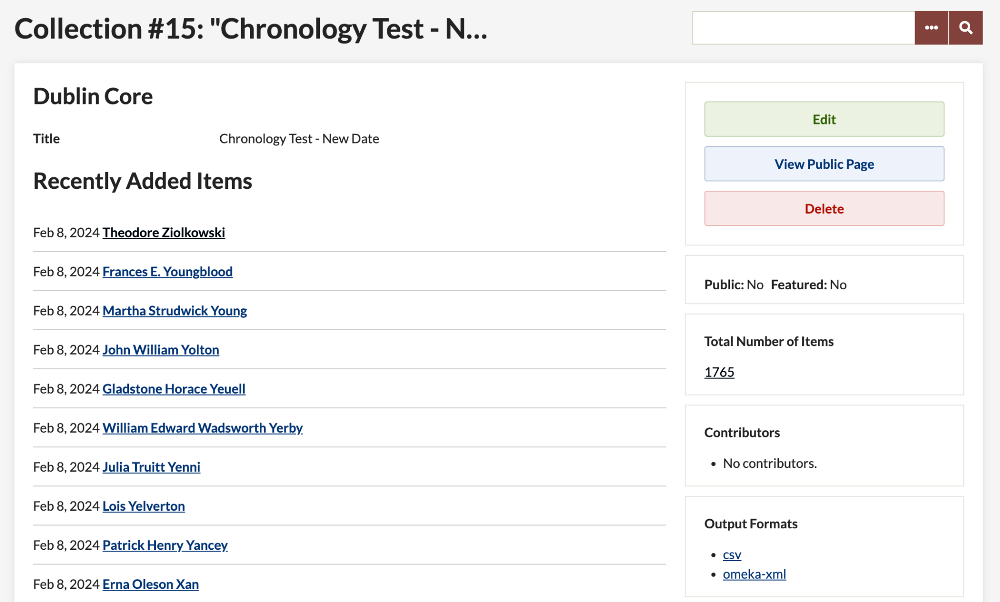 Collection #15: "Chronology Test - N...
Dublin Core
Title Chronology Test - New Date
Recently Added Items
Feb 8, 2024 Theodore Ziolkowski
Feb 8, 2024 Frances E. Youngblood
Feb 8, 2024 Martha Strudwick Young
Feb 8, 2024 John William Yolton
Feb 8, 2024 Gladstone Horace Yeuell
Feb 8, 2024 William Edward Wadsworth Yerby
Feb 8, 2024 Julia Truitt Yenni
Feb 8, 2024 Lois Yelverton
Feb 8, 2024 Patrick Henry Yancey
Feb 8, 2024 Erna Oleson Xan
Edit
View Public Page
Delete
Public: No Featured: No
Total Number of Items
1765
Contributors
• No contributors.
Output Formats
• csv
• omeka-xml